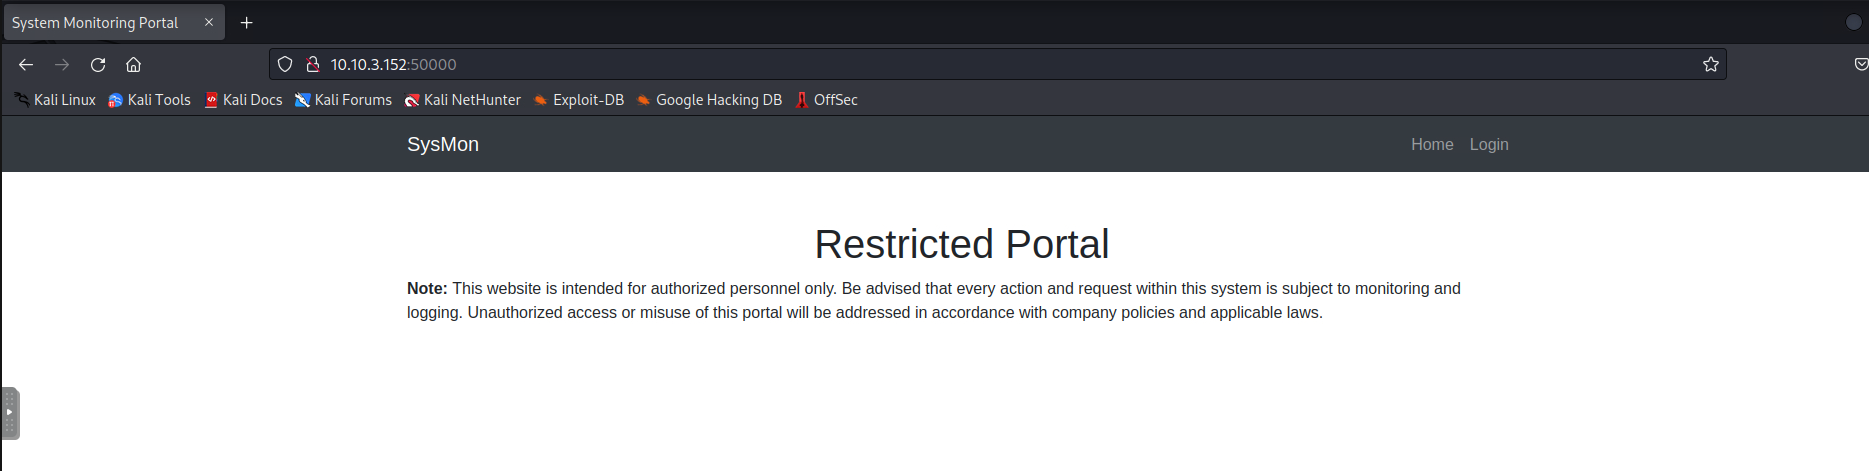 System Monitoring Portal
10.10.3.152:50000
Kali Linux Kali Tools Kali Docs Kali Forums Kali NetHunter Exploit-DB Google Hacking DB OffSec
SysMon Home Login
Restricted Portal
Note: This website is intended for authorized personnel only. Be advised that every action and request within this system is subject to monitoring and
logging. Unauthorized access or misuse of this portal will be addressed in accordance with company policies and applicable laws.